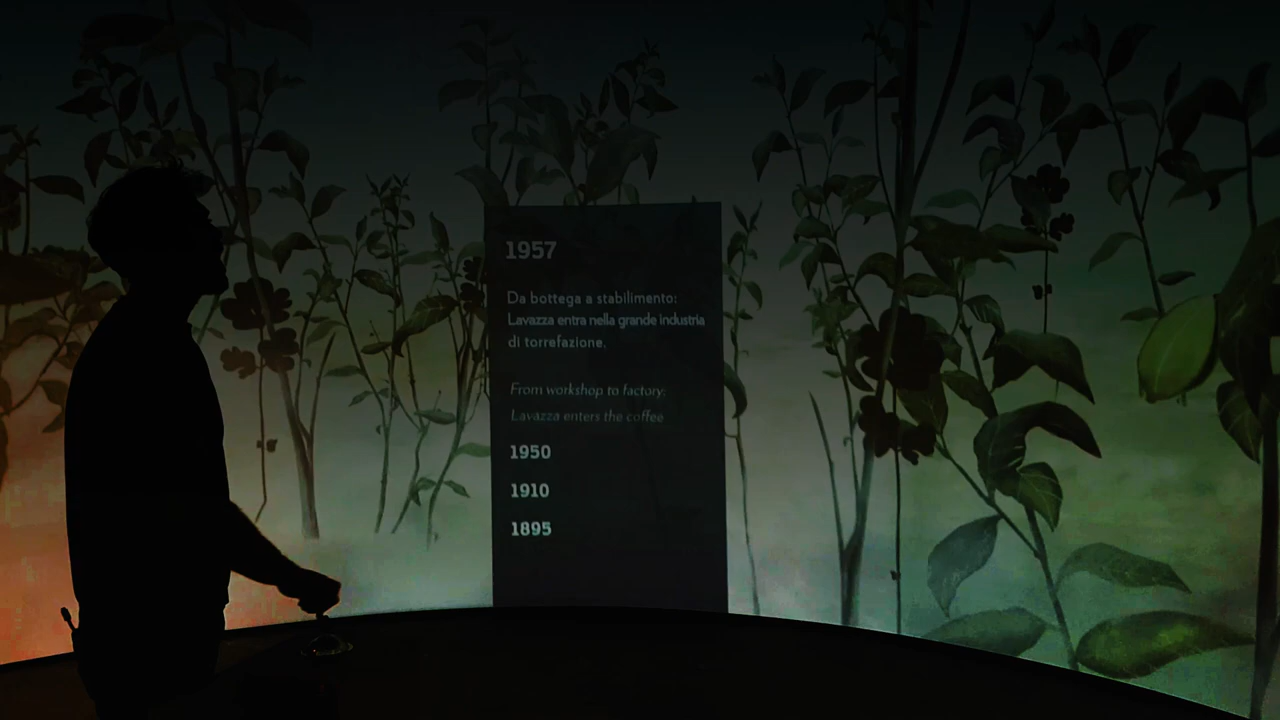 1957
Da bottega a stabilimento:
Lavazza entra nella grande industria
di torrefazione.
From workshop to factory:
Lavazza enters the coffee
1950
1910
1895